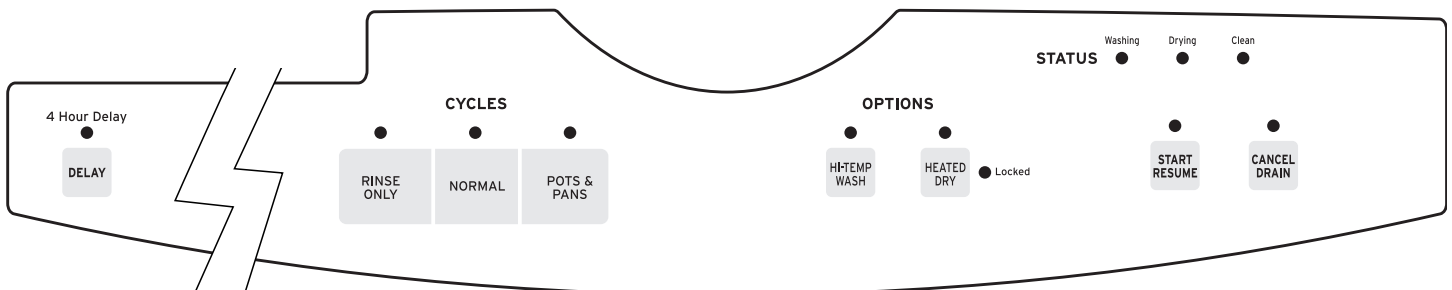 4 Hour Delay
DELAY
CYCLES
RINSE
ONLY
NORMAL
POTS &
PANS
OPTIONS
HI-TEMP
WASH
HEATED
DRY
Locked
STATUS
Washing
Drying
Clean
START
RESUME
CANCEL
DRAIN